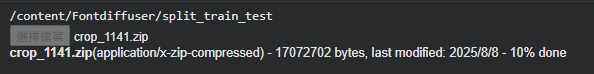 /content/Fontdiffuser/split_train_test
選擇檔案 crop_1141.zip
crop_1141.zip(application/x-zip-compressed) - 17072702 bytes, last modified: 2025/8/8 - 10% done